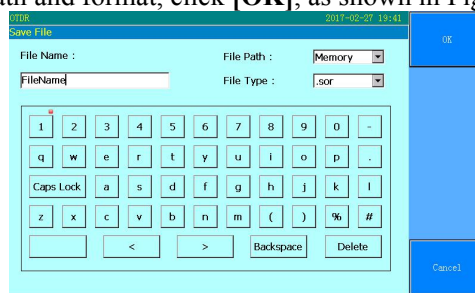 ath and format, click [OK], as shown in Fig
OTDR 2017-02-27 19:41
Save File
OK
File Name : File Path : Memory
FileName File Type : .sor
1 2 3 4 5 6 7 8 9 0 -
q w e r t y u i o p .
Caps Lock a s d f g h j k l
z x c v b n m ( ) % #
< > Backspace Delete
Cancel